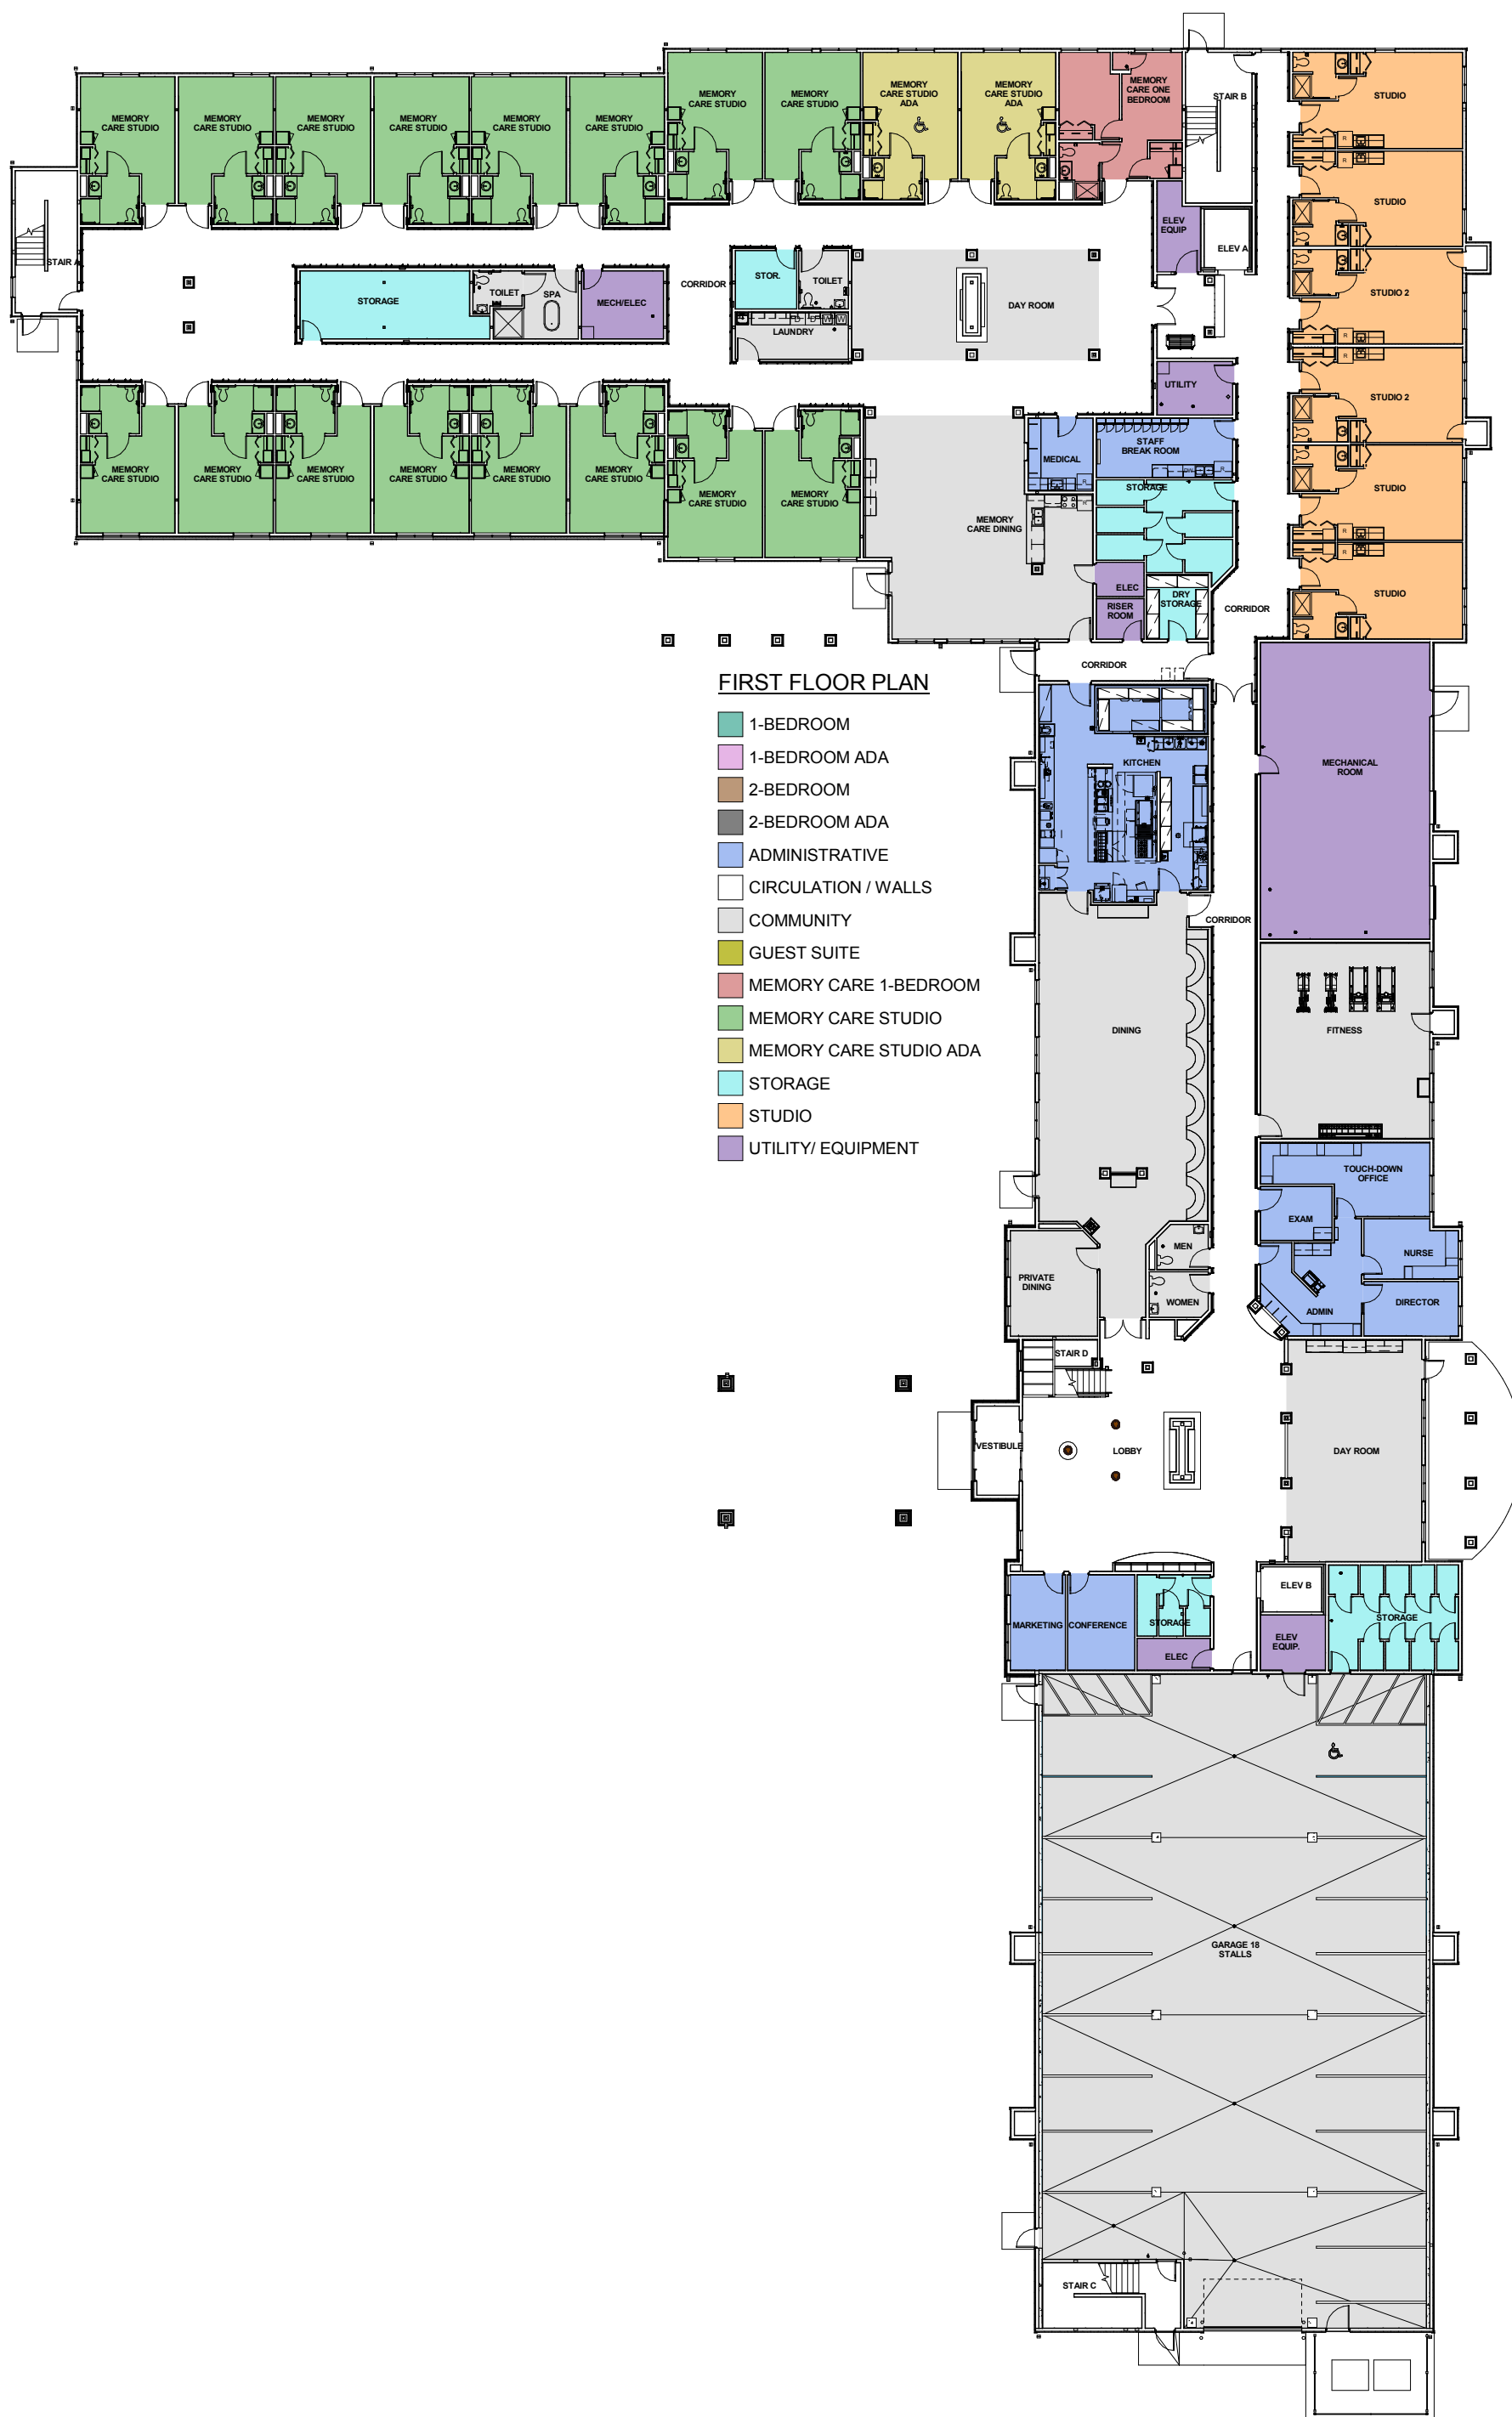 MEMORY
CARE STUDIO
MEMORY
CARE STUDIO
MEMORY
CARE STUDIO
MEMORY
CARE STUDIO
MEMORY
CARE STUDIO
MEMORY
CARE STUDIO
MEMORY
CARE STUDIO
MEMORY
CARE STUDIO
MEMORY
CARE STUDIO
ADA
MEMORY
CARE STUDIO
ADA
MEMORY
CARE ONE
BEDROOM
STAIR B
STUDIO
R
STUDIO
R
ELEV
EQUIP
ELEV A
STAIR A
STORAGE
TOILET
SPA
MECH/ELEC
CORRIDOR
STOR.
TOILET
LAUNDRY
DAY ROOM
STUDIO 2
R
UTILITY
STUDIO 2
R
MEMORY
CARE STUDIO
MEMORY
CARE STUDIO
MEMORY
CARE STUDIO
MEMORY
CARE STUDIO
MEMORY
CARE STUDIO
MEMORY
CARE STUDIO
MEMORY
CARE STUDIO
MEMORY
CARE STUDIO
MEMORY
CARE DINING
MEDICAL
R
STAFF
BREAK ROOM
R
STORAGE
R
STUDIO
R
STUDIO
R
ELEC
RISER
ROOM
DRY
STORAGE
CORRIDOR
CORRIDOR
FIRST FLOOR PLAN
1-BEDROOM
1-BEDROOM ADA
2-BEDROOM
2-BEDROOM ADA
ADMINISTRATIVE
CIRCULATION / WALLS
COMMUNITY
GUEST SUITE
MEMORY CARE 1-BEDROOM
MEMORY CARE STUDIO
MEMORY CARE STUDIO ADA
STORAGE
STUDIO
UTILITY/ EQUIPMENT
KITCHEN
MECHANICAL
ROOM
CORRIDOR
DINING
FITNESS
TOUCH-DOWN
OFFICE
EXAM
MEN
NURSE
PRIVATE
DINING
WOMEN
ADMIN
DIRECTOR
STAIR D
VESTIBULE
LOBBY
DAY ROOM
MARKETING
CONFERENCE
STORAGE
ELEC
ELEV B
ELEV
EQUIP.
STORAGE
GARAGE 18
STALLS
STAIR C